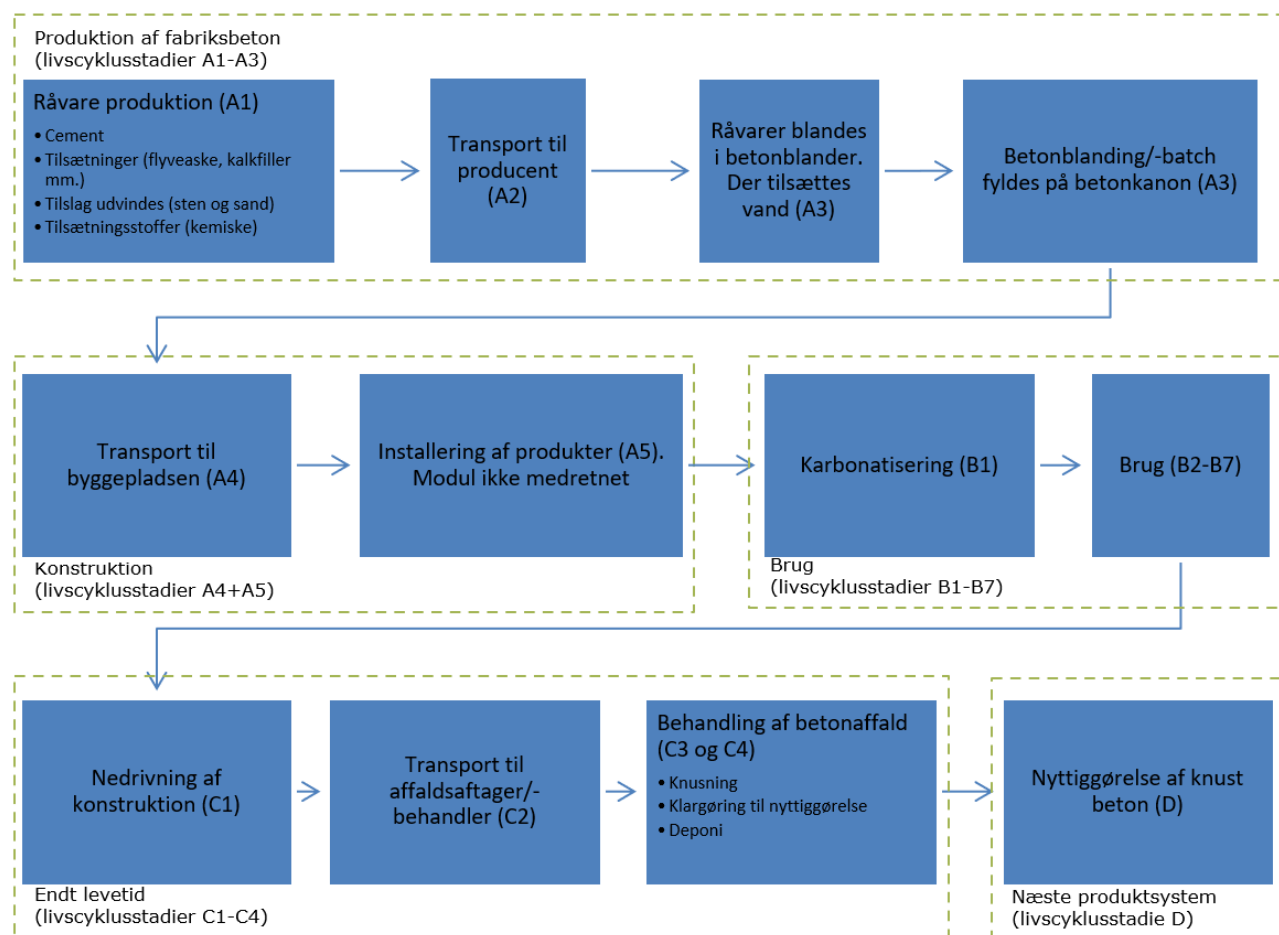 Produktion af fabriksbeton
(livscyklusstadier A1-A3)
Råvare produktion (A1)
• Cement
• Tilsætninger (flyveaske, kalkfiller
mm.)
• Tilslag udvindes (sten og sand)
• Tilsætningsstoffer (kemiske)
Transport til
producent
(A2)
Råvarer blandes
i betonblander.
Der tilsættes
vand (A3)
Betonblanding/-batch
fyldes på betonkanon (A3)
Transport til
byggepladsen (A4)
Installering af produkter (A5).
Modul ikke medretnet
Konstruktion
(livscyklusstadier A4+A5)
Karbonatisering (B1)
Brug (B2-B7)
Brug
(livscyklusstadier B1-B7)
Nedrivning af
konstruktion (C1)
Transport til
affaldsaftager/-
behandler (C2)
Behandling af betonaffald
(C3 og C4)
• Knusning
• Klargøring til nyttiggørelse
• Deponi
Endt levetid
(livscyklusstadier C1-C4)
Nyttiggørelse af knust
beton (D)
Næste produktsystem
(livscyklusstadie D)